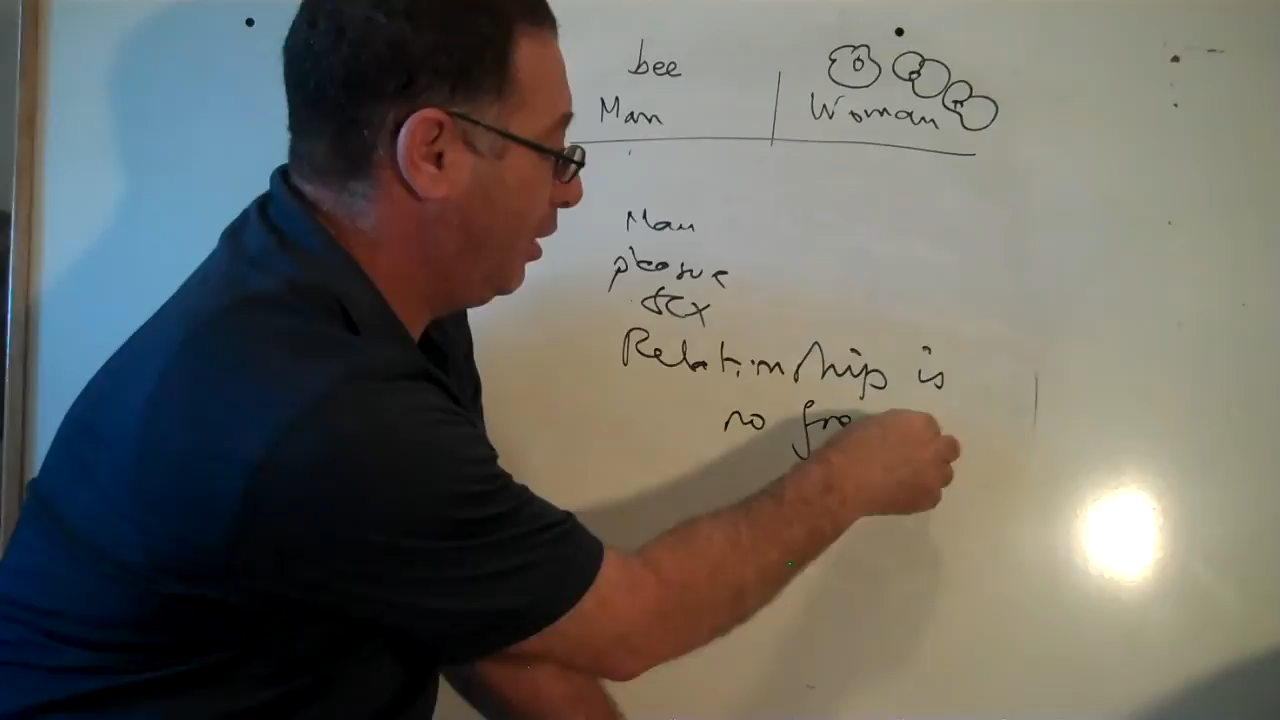 bee
Man Woman
Man
pleasure
sex
Relationship is
no fro